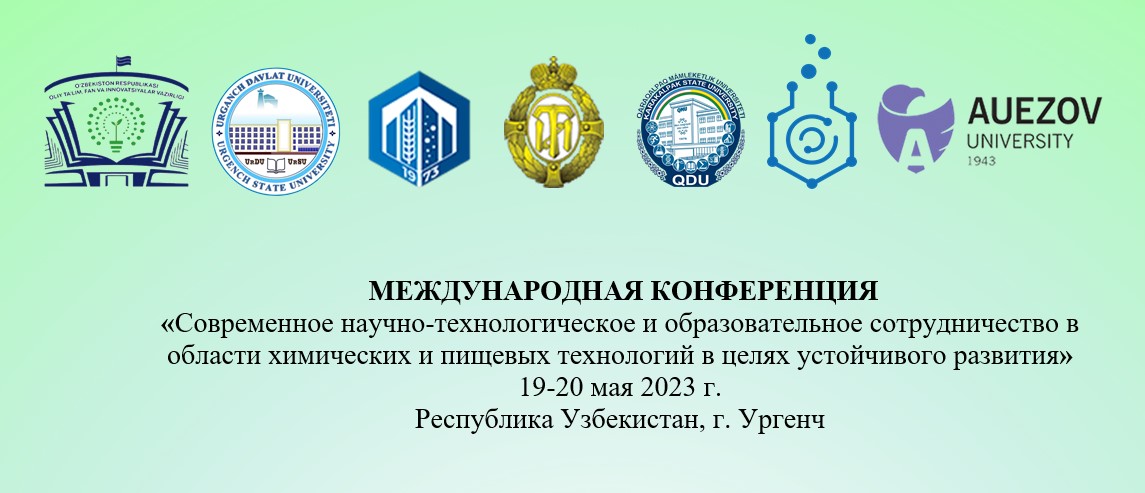 O'ZBEKISTON RESPUBLIKASI
OLIY TA'LIM, FAN VA INNOVATSIYALAR VAZIRLIGI
URGANCH DAVLAT UNIVERSITETI
UrDU UrSU
URGENCH STATE UNIVERSITY
1973
QARAQALPAQ MÁMLEKETLIK UNIVERSITETI
KARAKALPAK STATE UNIVERSITY
QDU
AUEZOV
UNIVERSITY
1943
МЕЖДУНАРОДНАЯ КОНФЕРЕНЦИЯ
«Современное научно-технологическое и образовательное сотрудничество в
области химических и пищевых технологий в целях устойчивого развития»
19-20 мая 2023 г.
Республика Узбекистан, г. Ургенч